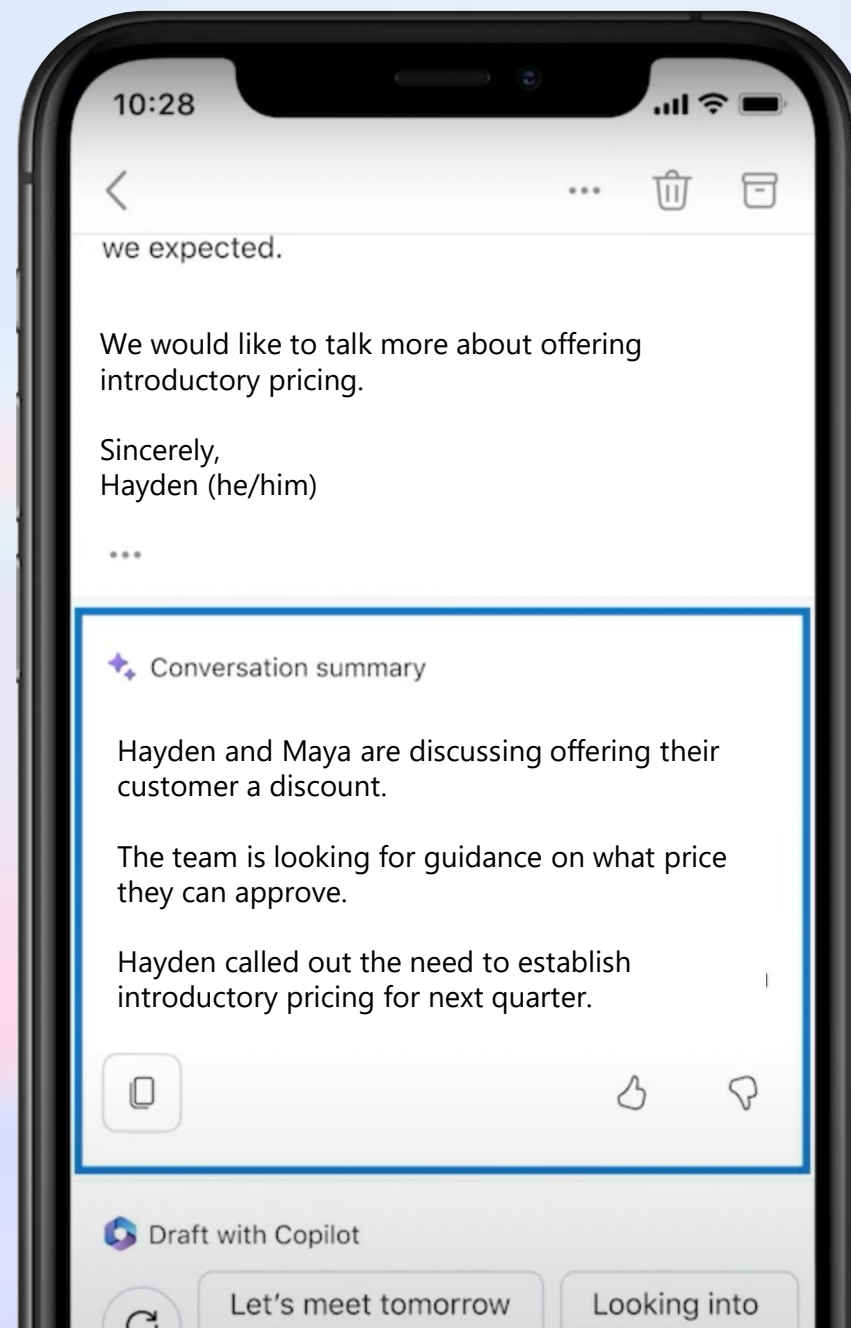 10:28
we expected.
We would like to talk more about offering
introductory pricing.
Sincerely,
Hayden (he/him)
Conversation summary
Hayden and Maya are discussing offering their
customer a discount.
The team is looking for guidance on what price
they can approve.
Hayden called out the need to establish
introductory pricing for next quarter.
Draft with Copilot
Let's meet tomorrow
Looking into